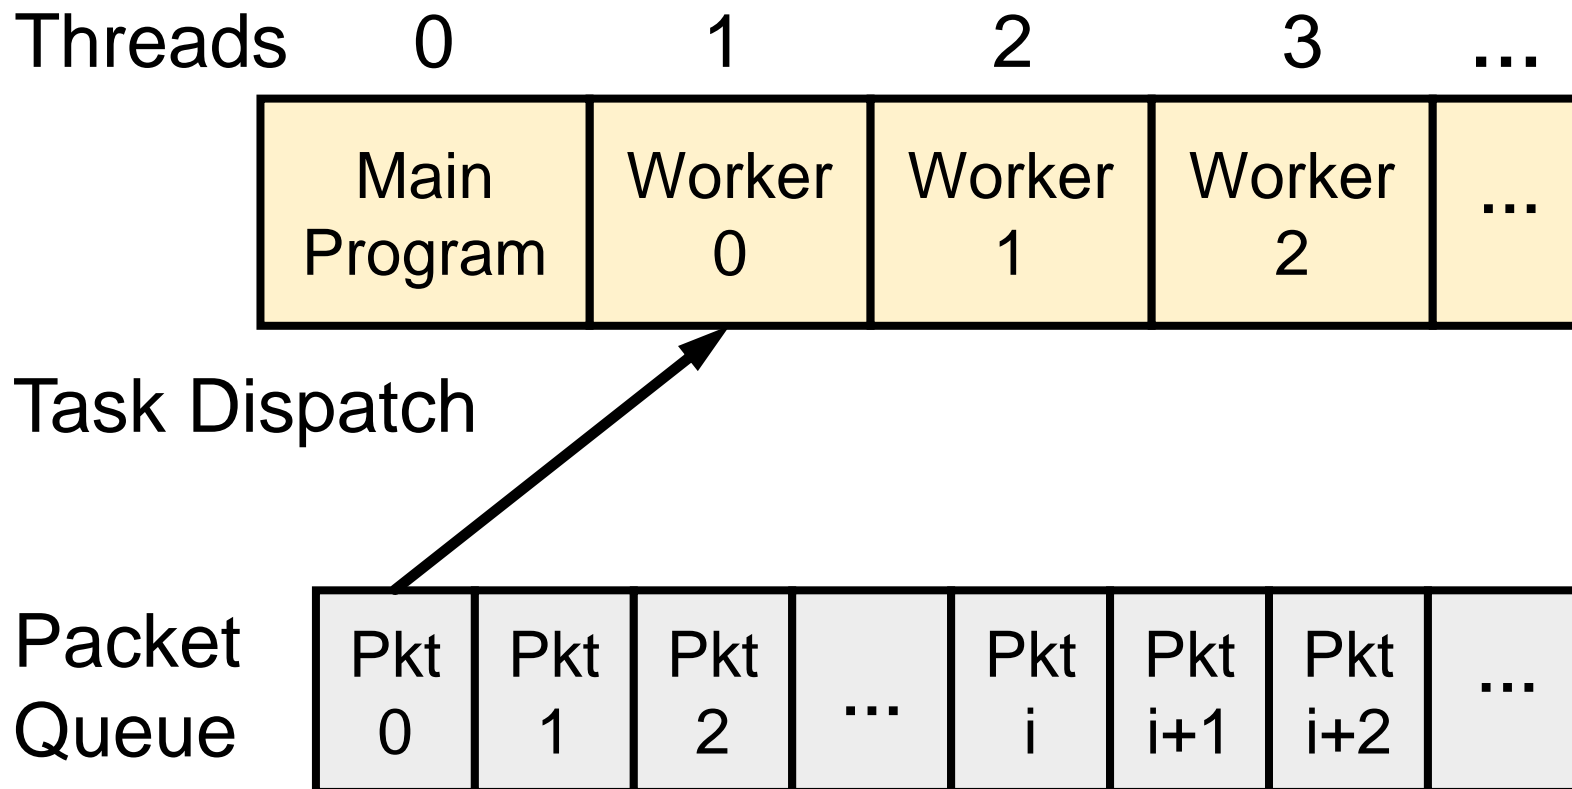 Threads 0 1 2 3 ...
Main Worker Worker Worker ...
Program 0 1 2
Task Dispatch
Packet Pkt Pkt Pkt ... Pkt Pkt Pkt ...
Queue 0 1 2 i i+1 i+2